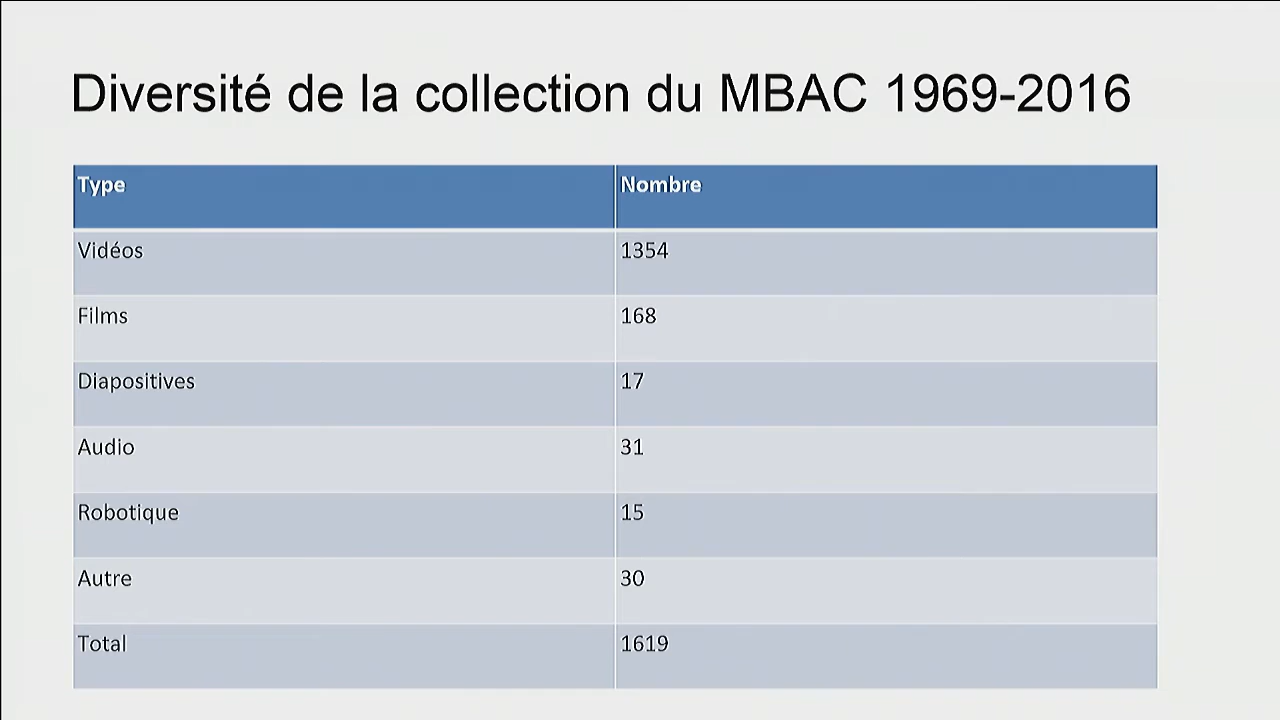 Diversité de la collection du MBAC 1969-2016
Type Nombre
Vidéos 1354
Films 168
Diapositives 17
Audio 31
Robotique 15
Autre 30
Total 1619